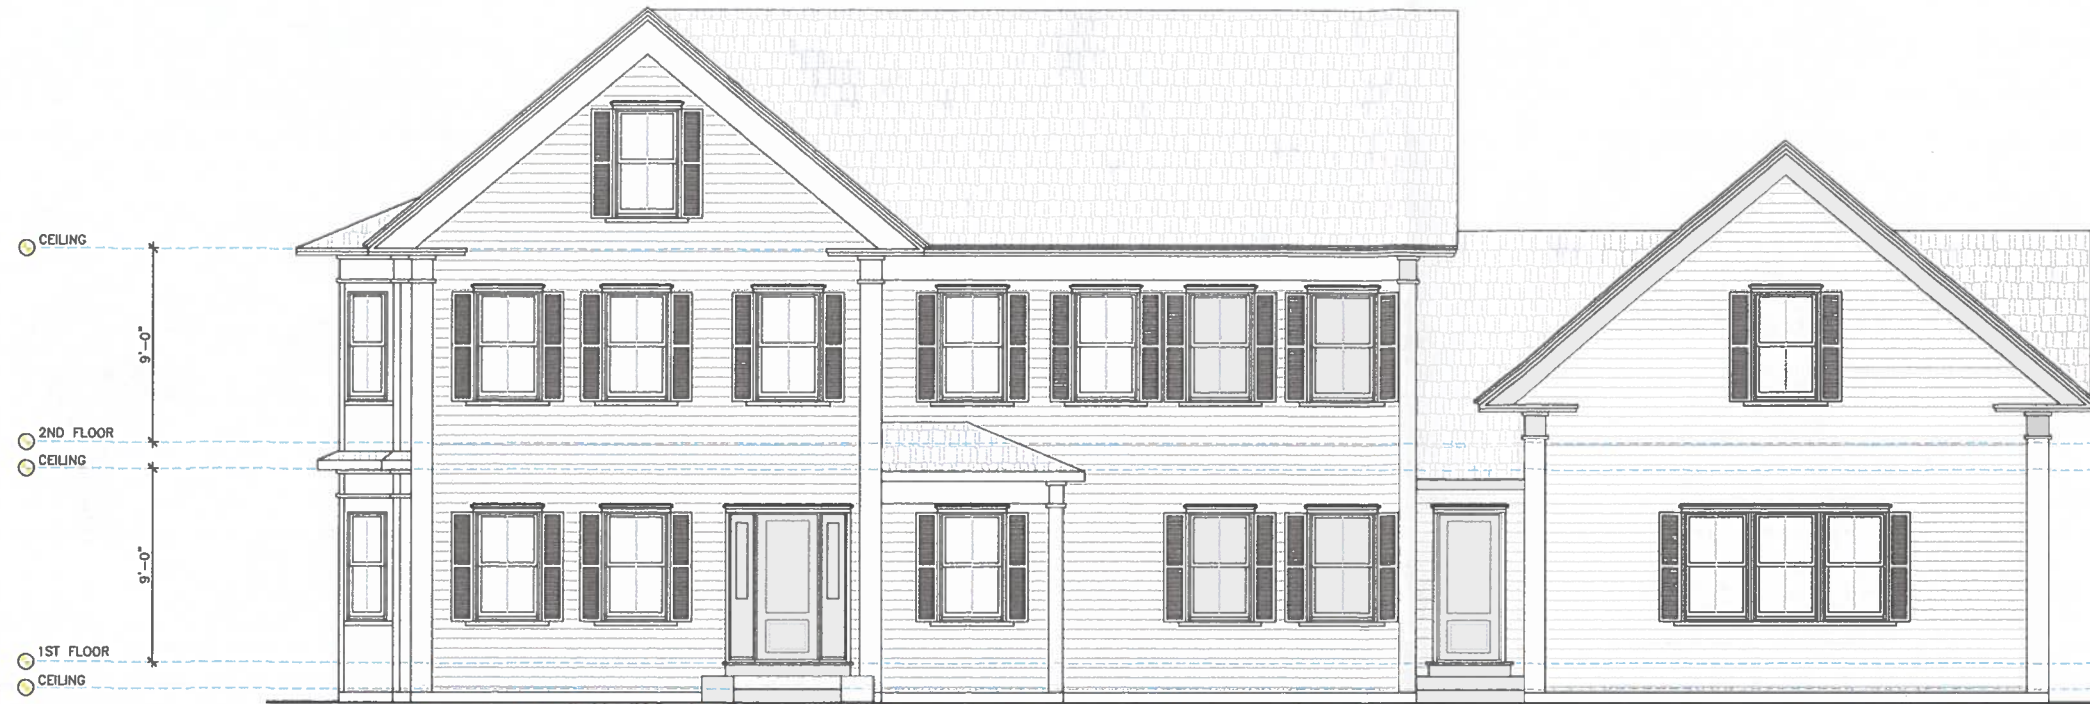 CEILING
9'-0"
2ND FLOOR
CEILING
9'-0"
1ST FLOOR
CEILING